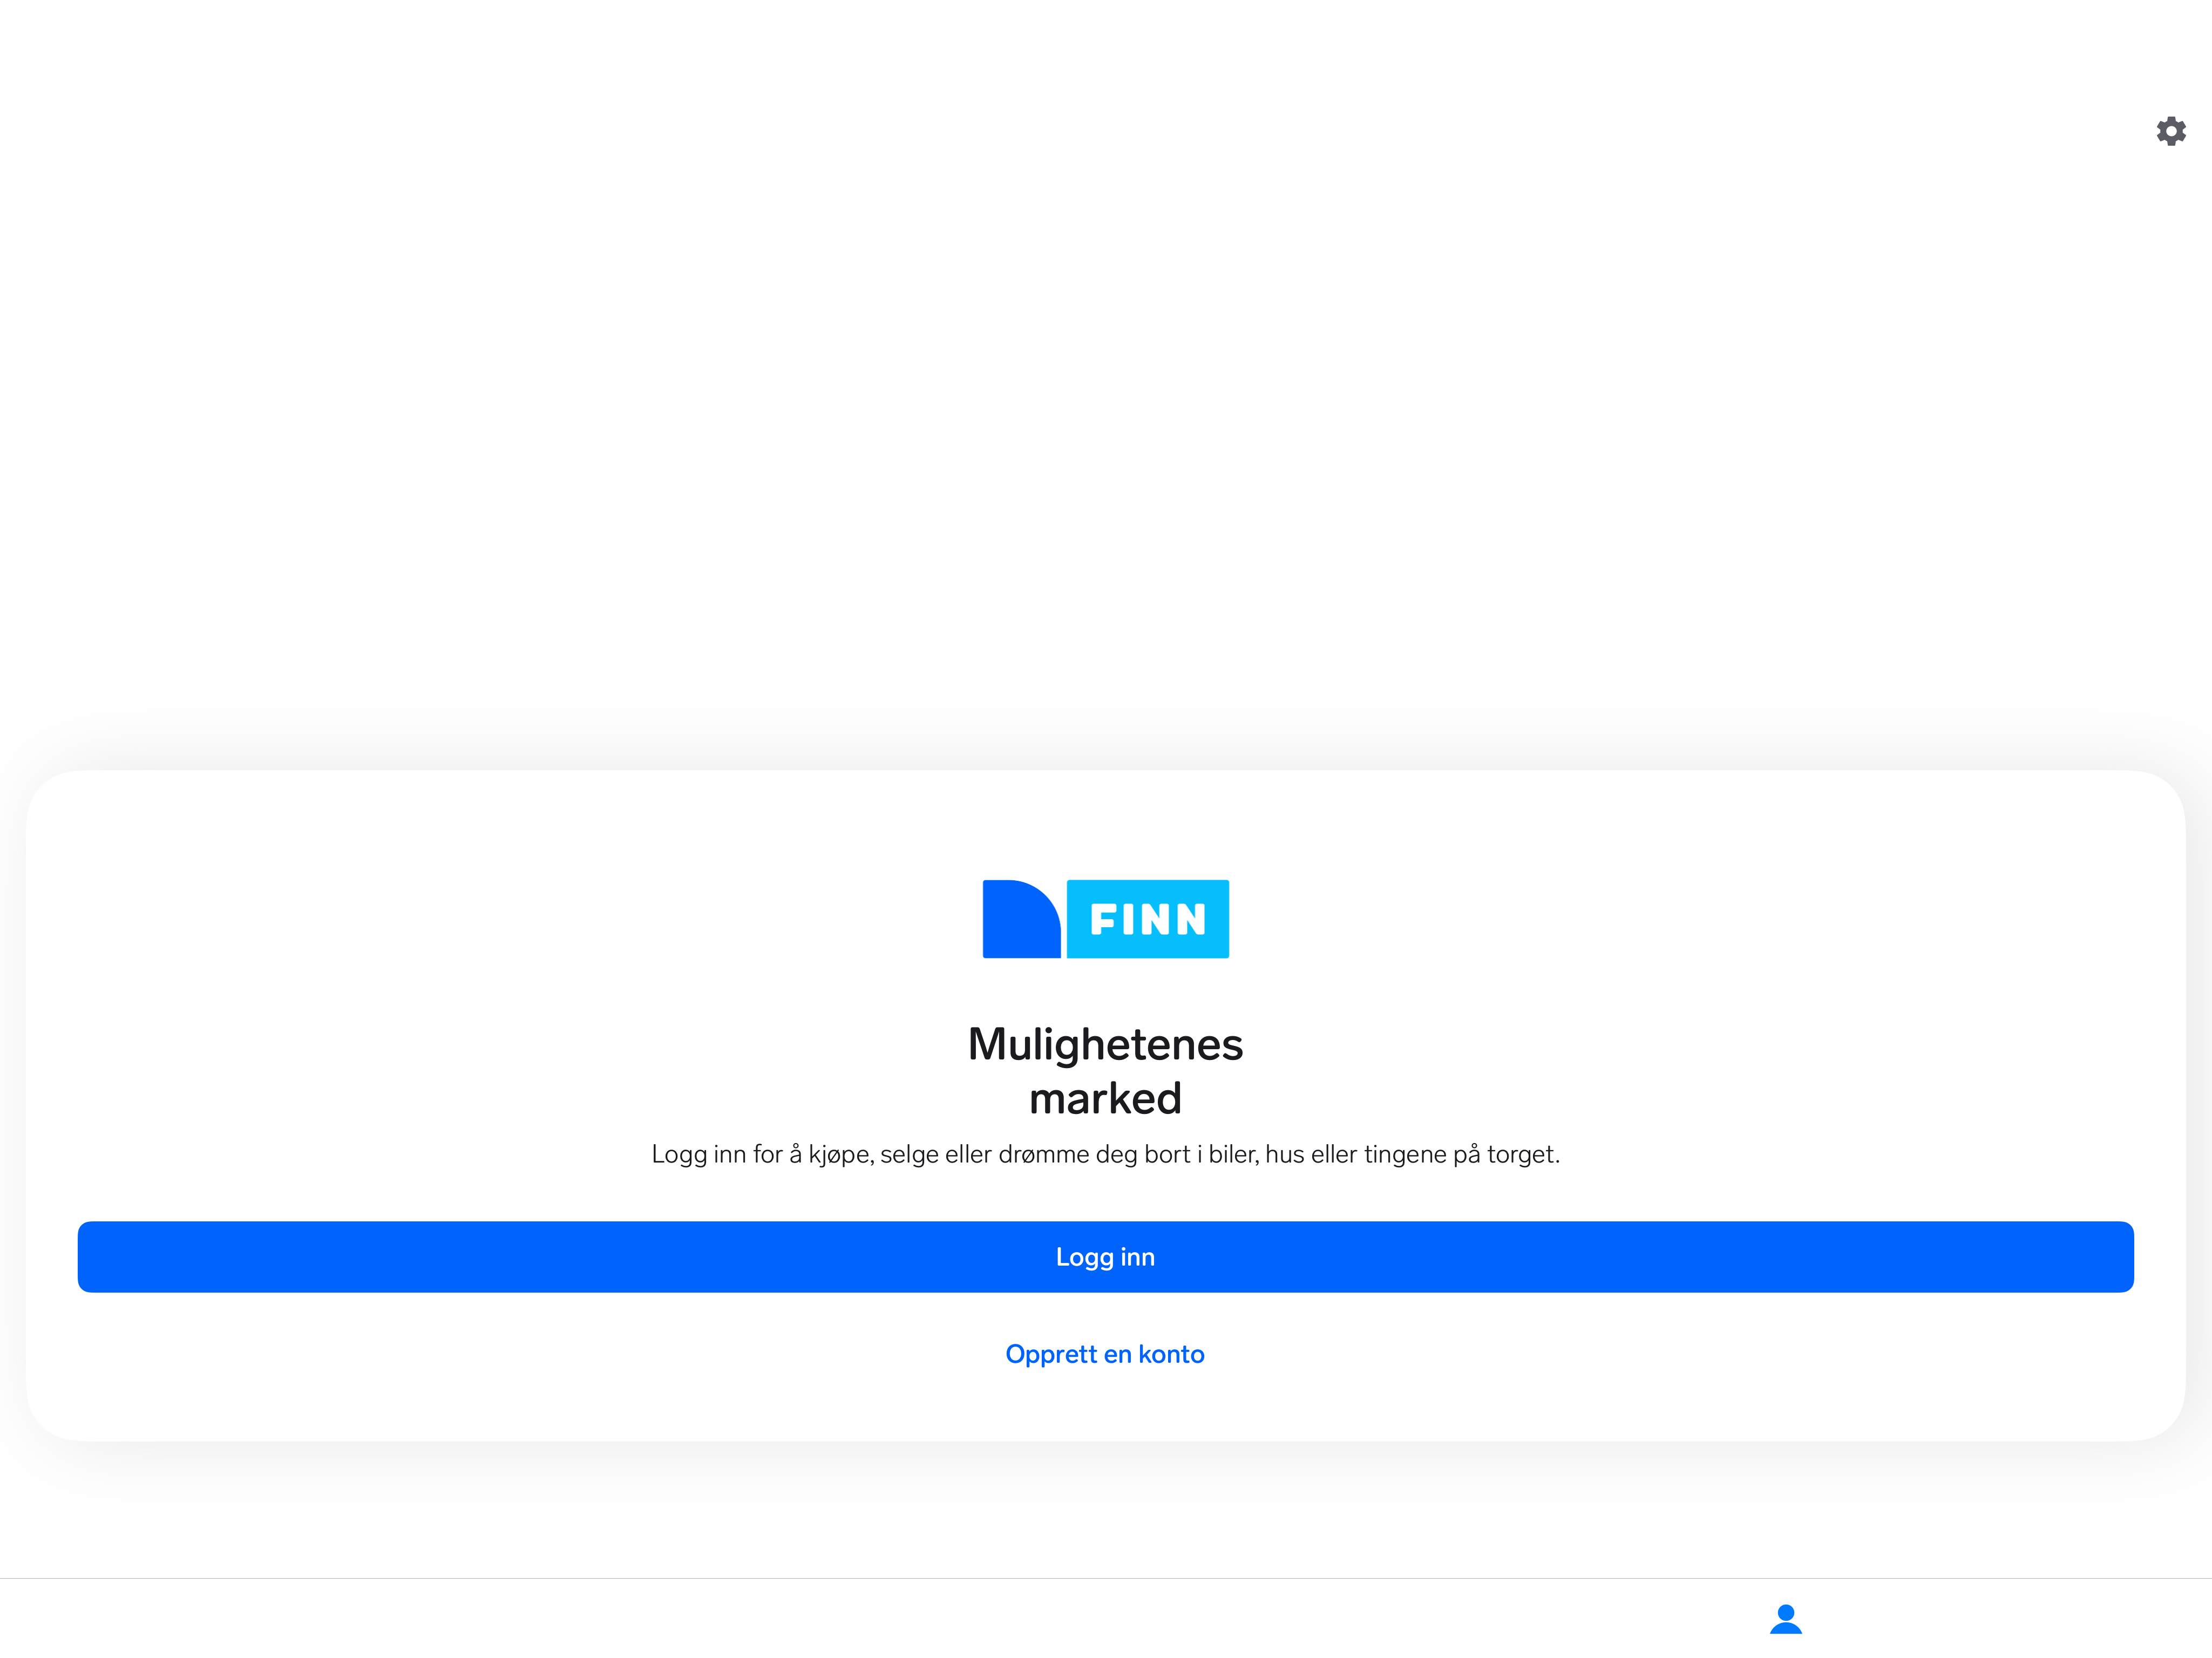 FINN
Mulighetenes
marked
Logg inn for å kjøpe, selge eller drømme deg bort i biler, hus eller tingene på torget.
Logg inn
Opprett en konto